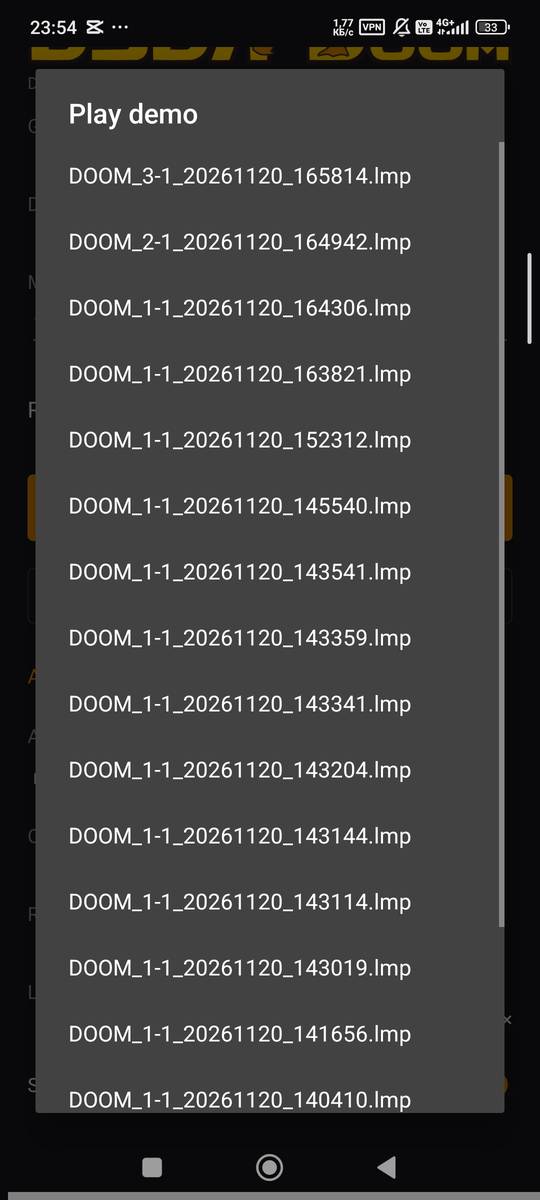 23:54 ... 1,77 КБ/с VPN Vo LTE 4G+ 33
Play demo
DOOM_3-1_20261120_165814.lmp
DOOM_2-1_20261120_164942.lmp
DOOM_1-1_20261120_164306.lmp
DOOM_1-1_20261120_163821.lmp
DOOM_1-1_20261120_152312.lmp
DOOM_1-1_20261120_145540.lmp
DOOM_1-1_20261120_143541.lmp
DOOM_1-1_20261120_143359.lmp
DOOM_1-1_20261120_143341.lmp
DOOM_1-1_20261120_143204.lmp
DOOM_1-1_20261120_143144.lmp
DOOM_1-1_20261120_143114.lmp
DOOM_1-1_20261120_143019.lmp
DOOM_1-1_20261120_141656.lmp
DOOM_1-1_20261120_140410.lmp